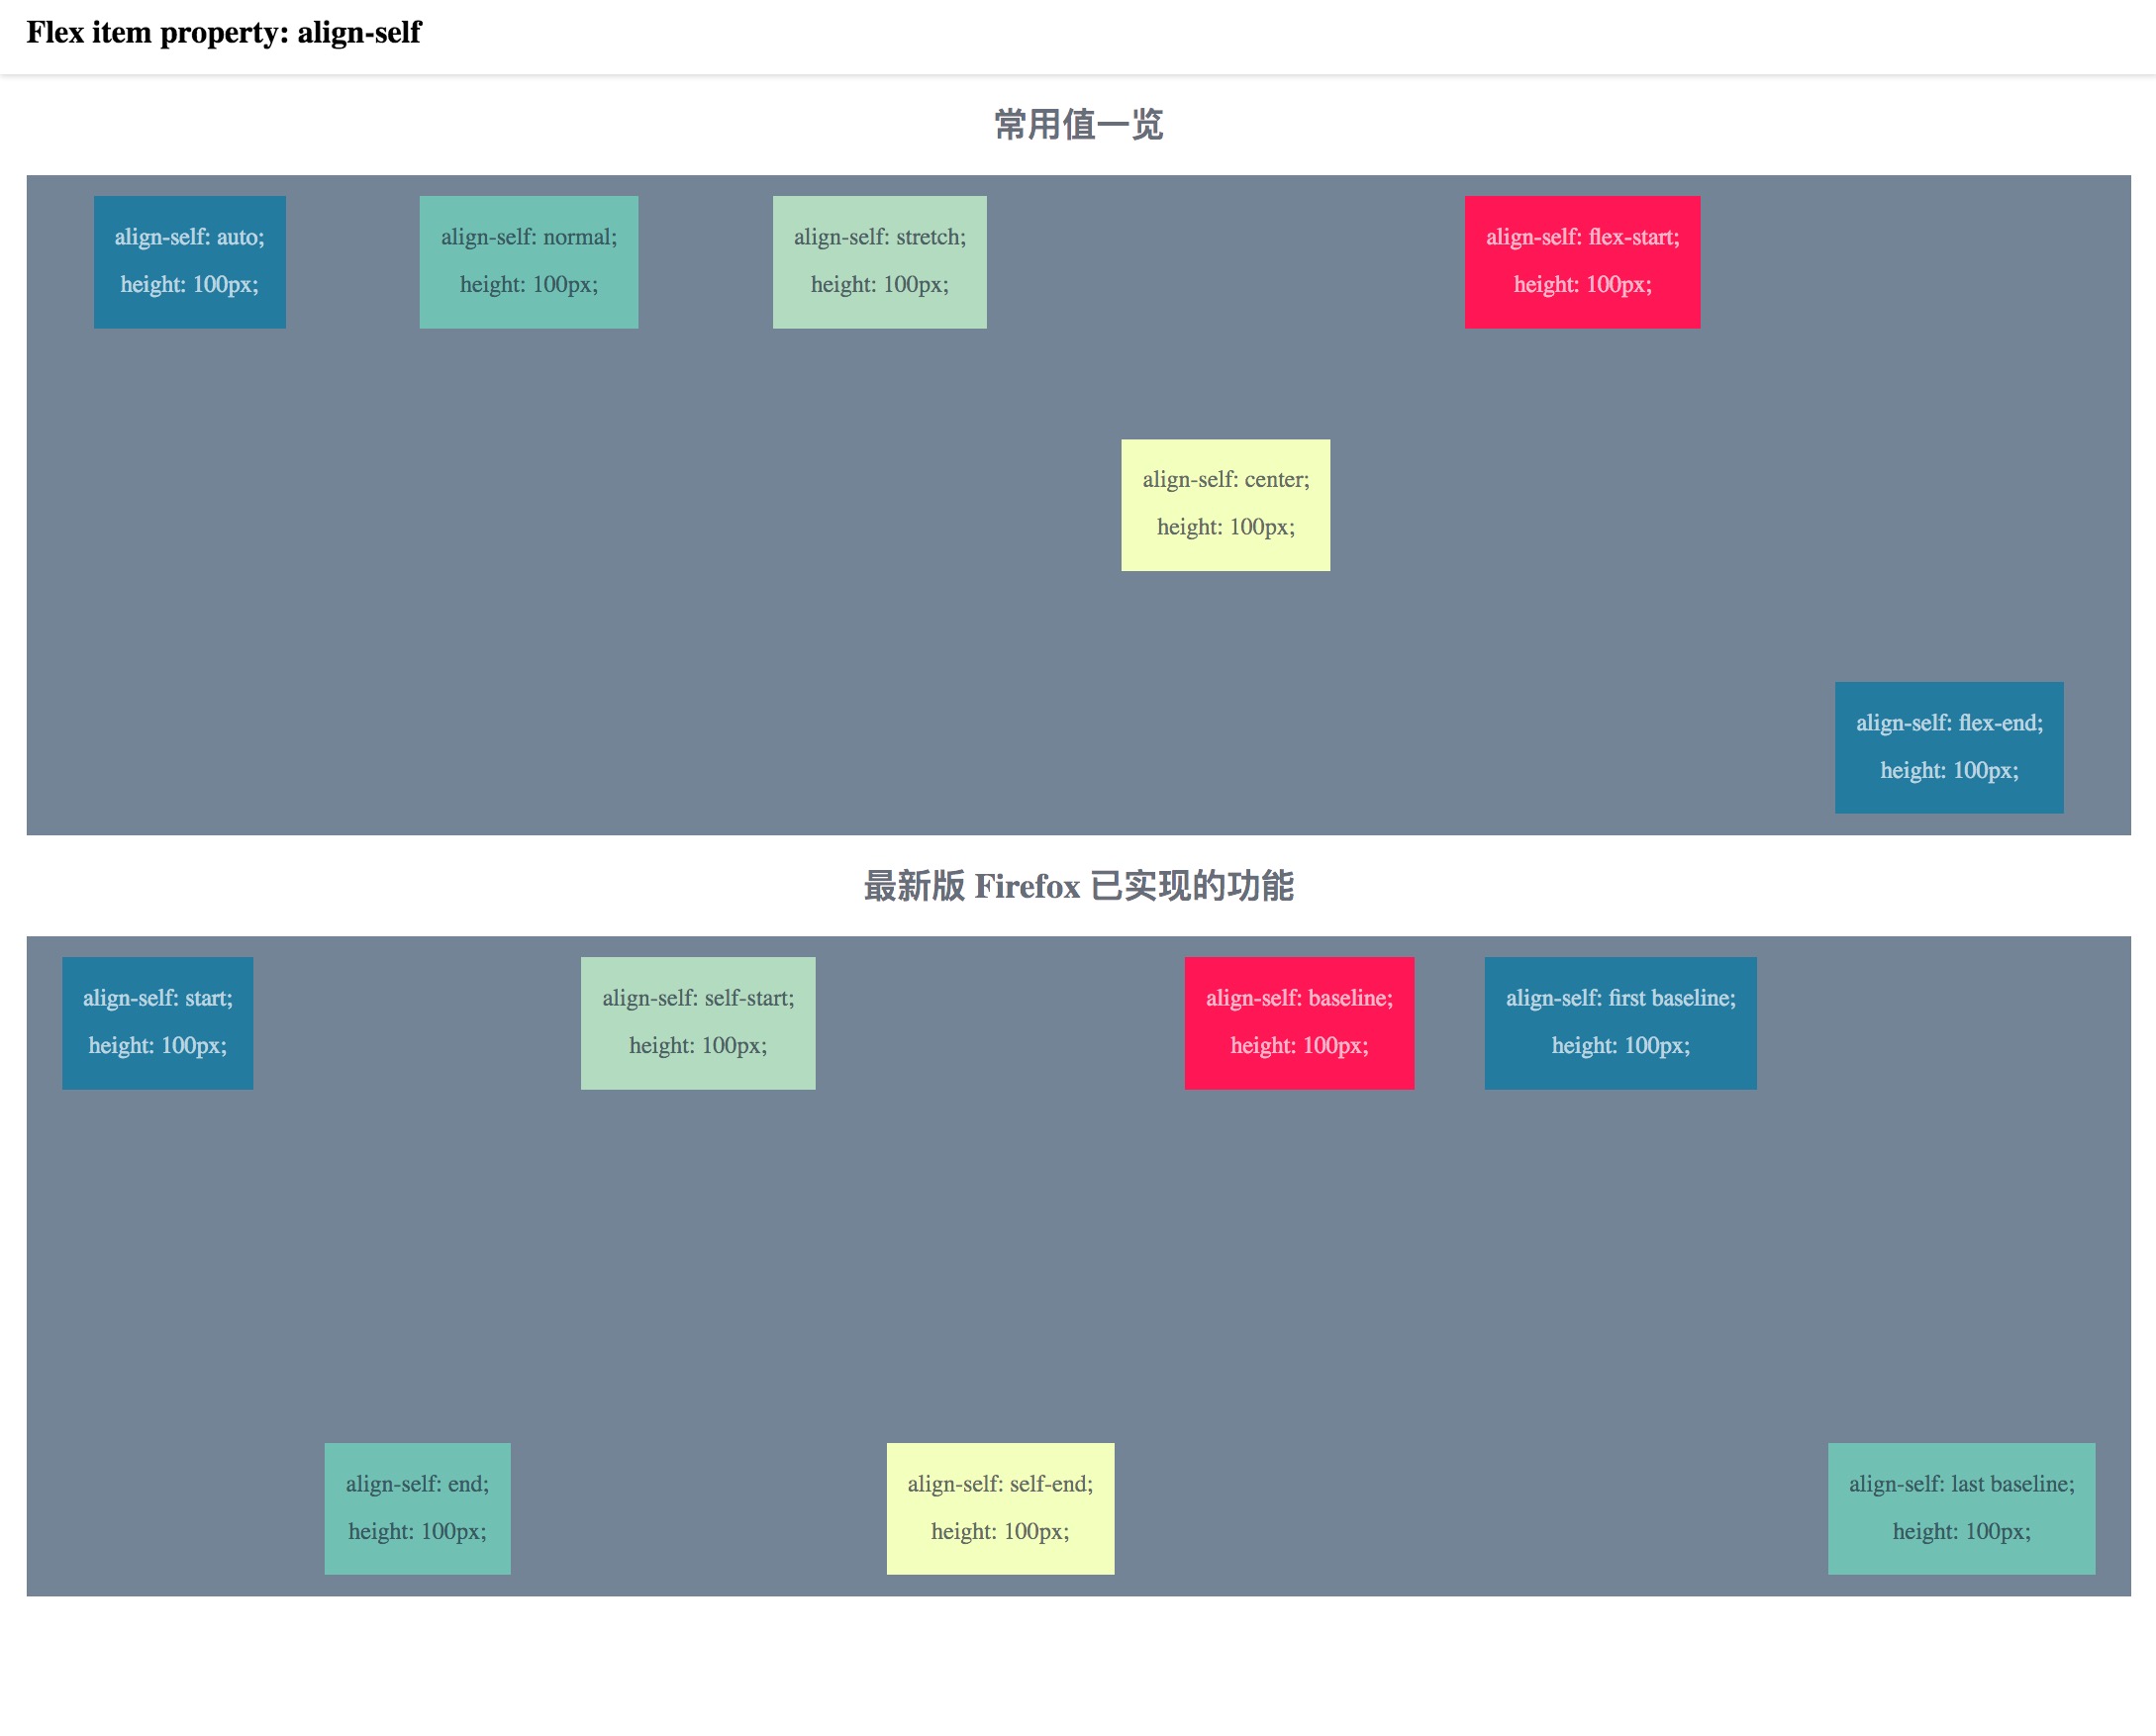 Flex item property: align-self
常用值一览
align-self: auto;
height: 100px;
align-self: normal;
height: 100px;
align-self: stretch;
height: 100px;
align-self: center;
height: 100px;
align-self: flex-start;
height: 100px;
align-self: flex-end;
height: 100px;
最新版 Firefox 已实现的功能
align-self: start;
height: 100px;
align-self: end;
height: 100px;
align-self: self-start;
height: 100px;
align-self: self-end;
height: 100px;
align-self: baseline;
height: 100px;
align-self: first baseline;
height: 100px;
align-self: last baseline;
height: 100px;